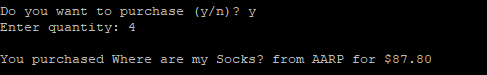 Do you want to purchase (y/n)? y
Enter quantity: 4
You purchased Where are my Socks? from AARP for $87.80